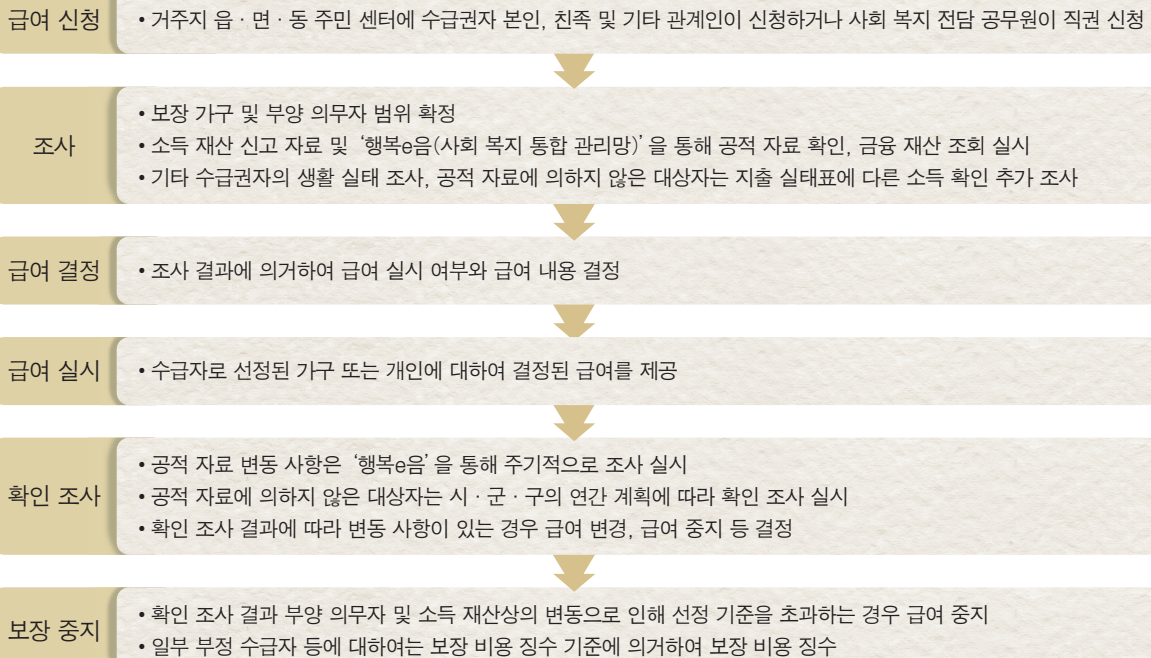 급여 신청
• 거주지 읍 · 면 · 동 주민 센터에 수급권자 본인, 친족 및 기타 관계인이 신청하거나 사회 복지 전담 공무원이 직권 신청
조사
• 보장 가구 및 부양 의무자 범위 확정
• 소득 재산 신고 자료 및 ‘행복e음(사회 복지 통합 관리망)’을 통해 공적 자료 확인, 금융 재산 조회 실시
• 기타 수급권자의 생활 실태 조사, 공적 자료에 의하지 않은 대상자는 지출 실태표에 다른 소득 확인 추가 조사
급여 결정
• 조사 결과에 의거하여 급여 실시 여부와 급여 내용 결정
급여 실시
• 수급자로 선정된 가구 또는 개인에 대하여 결정된 급여를 제공
확인 조사
• 공적 자료 변동 사항은 ‘행복e음’을 통해 주기적으로 조사 실시
• 공적 자료에 의하지 않은 대상자는 시 · 군 · 구의 연간 계획에 따라 확인 조사 실시
• 확인 조사 결과에 따라 변동 사항이 있는 경우 급여 변경, 급여 중지 등 결정
보장 중지
• 확인 조사 결과 부양 의무자 및 소득 재산상의 변동으로 인해 선정 기준을 초과하는 경우 급여 중지
• 일부 부정 수급자 등에 대하여는 보장 비용 징수 기준에 의거하여 보장 비용 징수